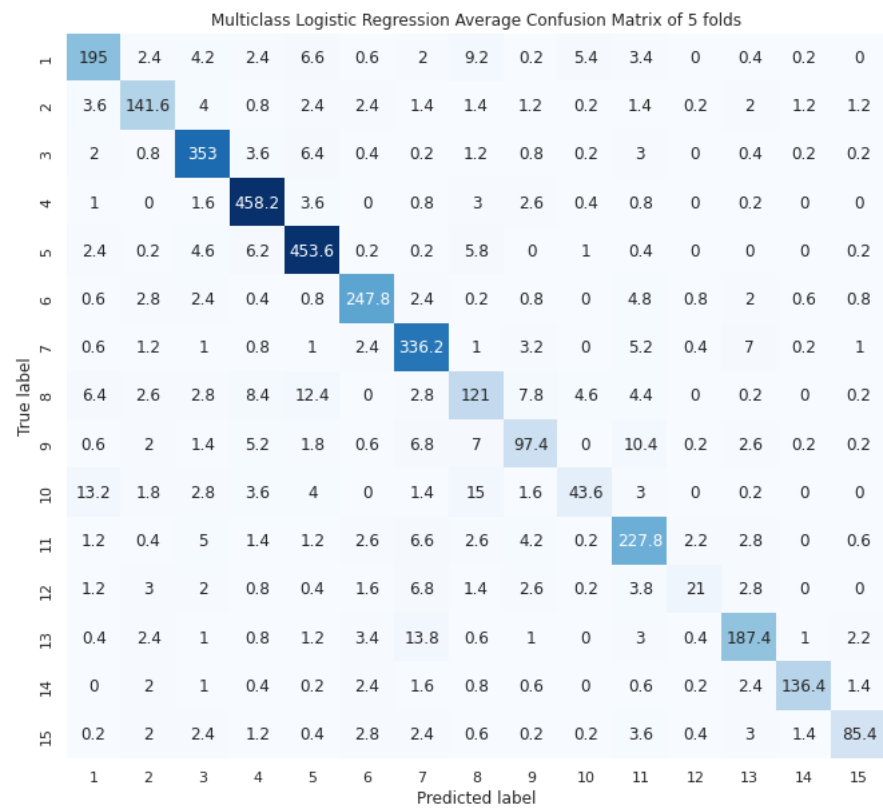 Multiclass Logistic Regression Average Confusion Matrix of 5 folds
1 195 2.4 4.2 2.4 6.6 0.6 2 9.2 0.2 5.4 3.4 0 0.4 0.2 0
2 3.6 141.6 4 0.8 2.4 2.4 1.4 1.4 1.2 0.2 1.4 0.2 2 1.2 1.2
3 2 0.8 353 3.6 6.4 0.4 0.2 1.2 0.8 0.2 3 0 0.4 0.2 0.2
4 1 0 1.6 458.2 3.6 0 0.8 3 2.6 0.4 0.8 0 0.2 0 0
5 2.4 0.2 4.6 6.2 453.6 0.2 0.2 5.8 0 1 0.4 0 0 0 0.2
6 0.6 2.8 2.4 0.4 0.8 247.8 2.4 0.2 0.8 0 4.8 0.8 2 0.6 0.8
7 0.6 1.2 1 0.8 1 2.4 336.2 1 3.2 0 5.2 0.4 7 0.2 1
8 6.4 2.6 2.8 8.4 12.4 0 2.8 121 7.8 4.6 4.4 0 0.2 0 0.2
9 0.6 2 1.4 5.2 1.8 0.6 6.8 7 97.4 0 10.4 0.2 2.6 0.2 0.2
10 13.2 1.8 2.8 3.6 4 0 1.4 15 1.6 43.6 3 0 0.2 0 0
11 1.2 0.4 5 1.4 1.2 2.6 6.6 2.6 4.2 0.2 227.8 2.2 2.8 0 0.6
12 1.2 3 2 0.8 0.4 1.6 6.8 1.4 2.6 0.2 3.8 21 2.8 0 0
13 0.4 2.4 1 0.8 1.2 3.4 13.8 0.6 1 0 3 0.4 187.4 1 2.2
14 0 2 1 0.4 0.2 2.4 1.6 0.8 0.6 0 0.6 0.2 2.4 136.4 1.4
15 0.2 2 2.4 1.2 0.4 2.8 2.4 0.6 0.2 0.2 3.6 0.4 3 1.4 85.4
1 2 3 4 5 6 7 8 9 10 11 12 13 14 15
True label
Predicted label